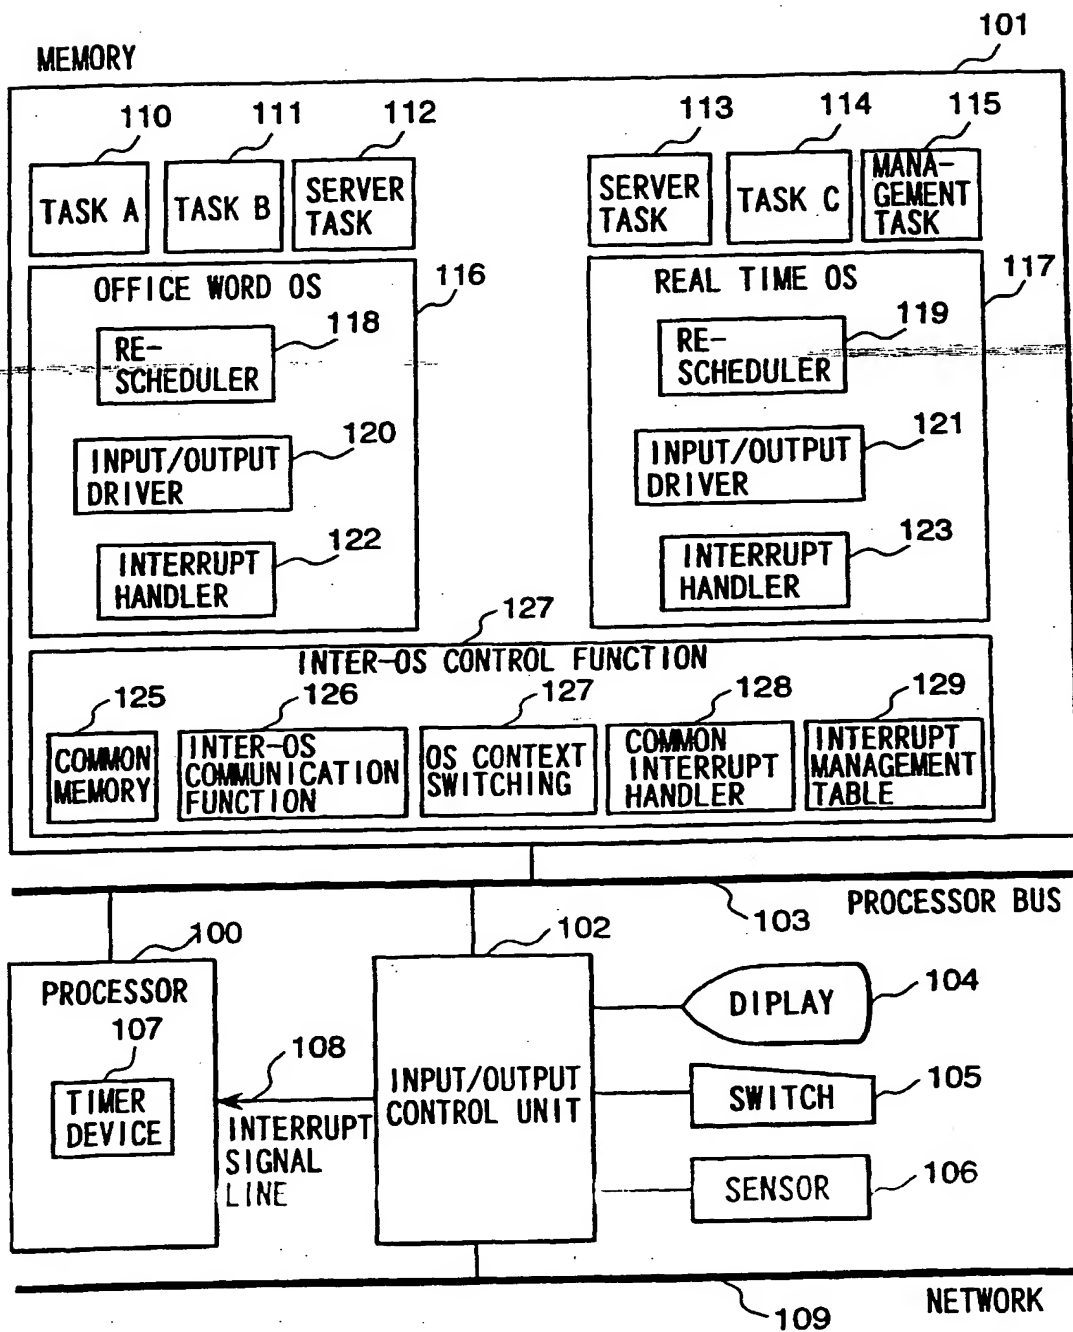 101
MEMORY
110
111
112
113
114
115
TASK A
TASK B
SERVER
TASK
SERVER
TASK
TASK C
MANA-
GEMENT
TASK
OFFICE WORD OS
116
REAL TIME OS
117
118
RE-
SCHEDULER
119
RE-
SCHEDULER
120
INPUT/OUTPUT
DRIVER
121
INPUT/OUTPUT
DRIVER
122
INTERRUPT
HANDLER
123
INTERRUPT
HANDLER
127
INTER-OS CONTROL FUNCTION
125
126
127
128
129
COMMON
MEMORY
INTER-OS
COMMUNICATION
FUNCTION
OS CONTEXT
SWITCHING
COMMON
INTERRUPT
HANDLER
INTERRUPT
MANAGEMENT
TABLE
PROCESSOR BUS
103
100
102
PROCESSOR
107
TIMER
DEVICE
108
INTERRUPT
SIGNAL
LINE
INPUT/OUTPUT
CONTROL UNIT
DIPLAY
104
SWITCH
105
SENSOR
106
NETWORK
109